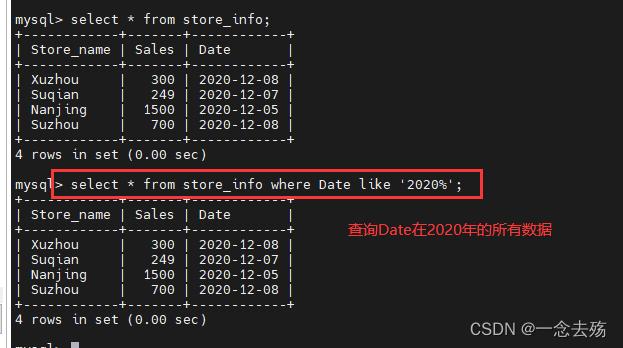 mysql> select * from store_info;
+------------+-------+------------+
| Store_name | Sales | Date       |
+------------+-------+------------+
| Xuzhou     |   300 | 2020-12-08 |
| Suqian     |   249 | 2020-12-07 |
| Nanjing    |  1500 | 2020-12-05 |
| Suzhou     |   700 | 2020-12-08 |
+------------+-------+------------+
4 rows in set (0.00 sec)
mysql> select * from store_info where Date like '2020%';
+------------+-------+------------+
| Store_name | Sales | Date       |
+------------+-------+------------+
查询Date在2020年的所有数据
| Xuzhou     |   300 | 2020-12-08 |
| Suqian     |   249 | 2020-12-07 |
| Nanjing    |  1500 | 2020-12-05 |
| Suzhou     |   700 | 2020-12-08 |
+------------+-------+------------+
4 rows in set (0.00 sec)
CSDN @一念去殇
mysql>